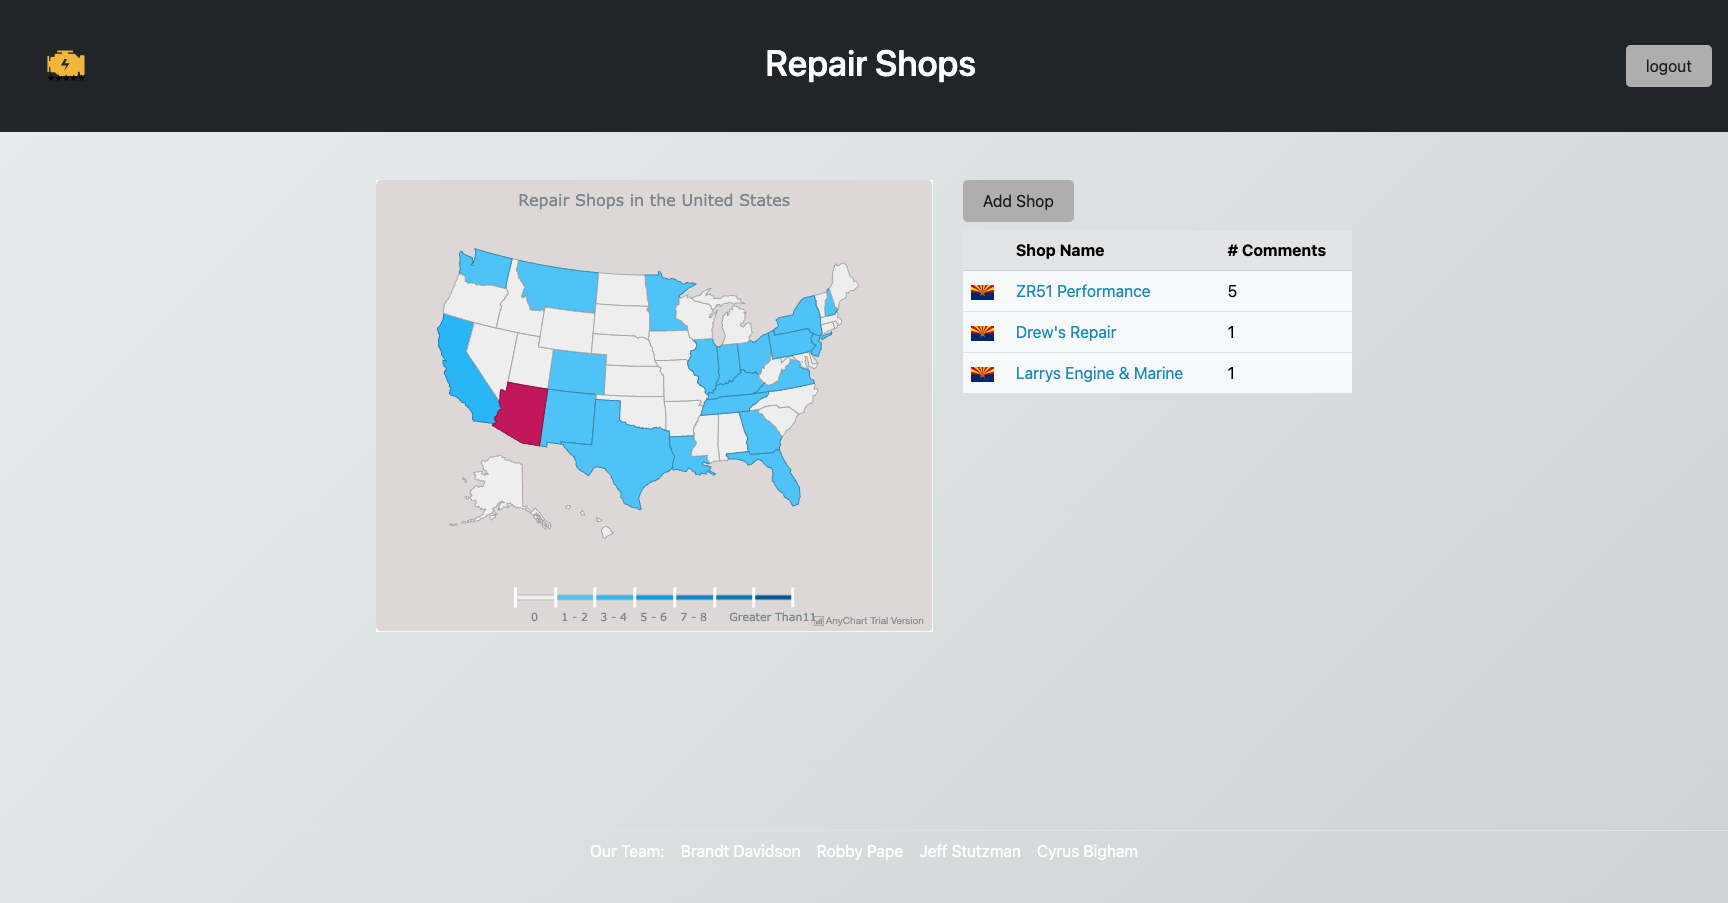 Repair Shops
logout
Repair Shops in the United States
0 1 - 2 3 - 4 5 - 6 7 - 8 Greater Than11
AnyChart Trial Version
Add Shop
Shop Name # Comments
ZR51 Performance 5
Drew's Repair 1
Larrys Engine & Marine 1
Our Team: Brandt Davidson Robby Pape Jeff Stutzman Cyrus Bigham